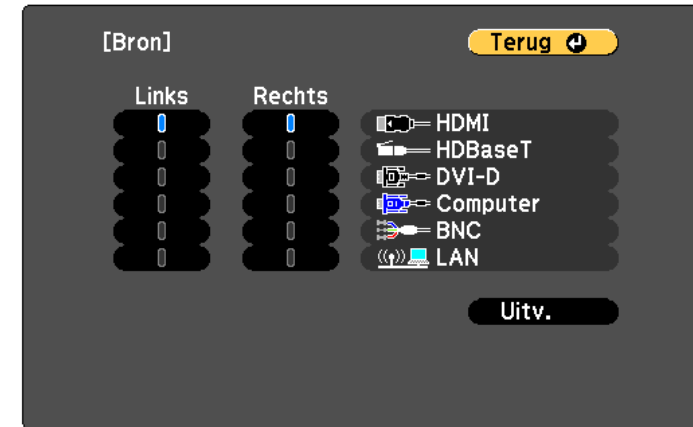 [Bron] Terug
Links Rechts
HDMI
HDBaseT
DVI-D
Computer
BNC
LAN
Uitv.